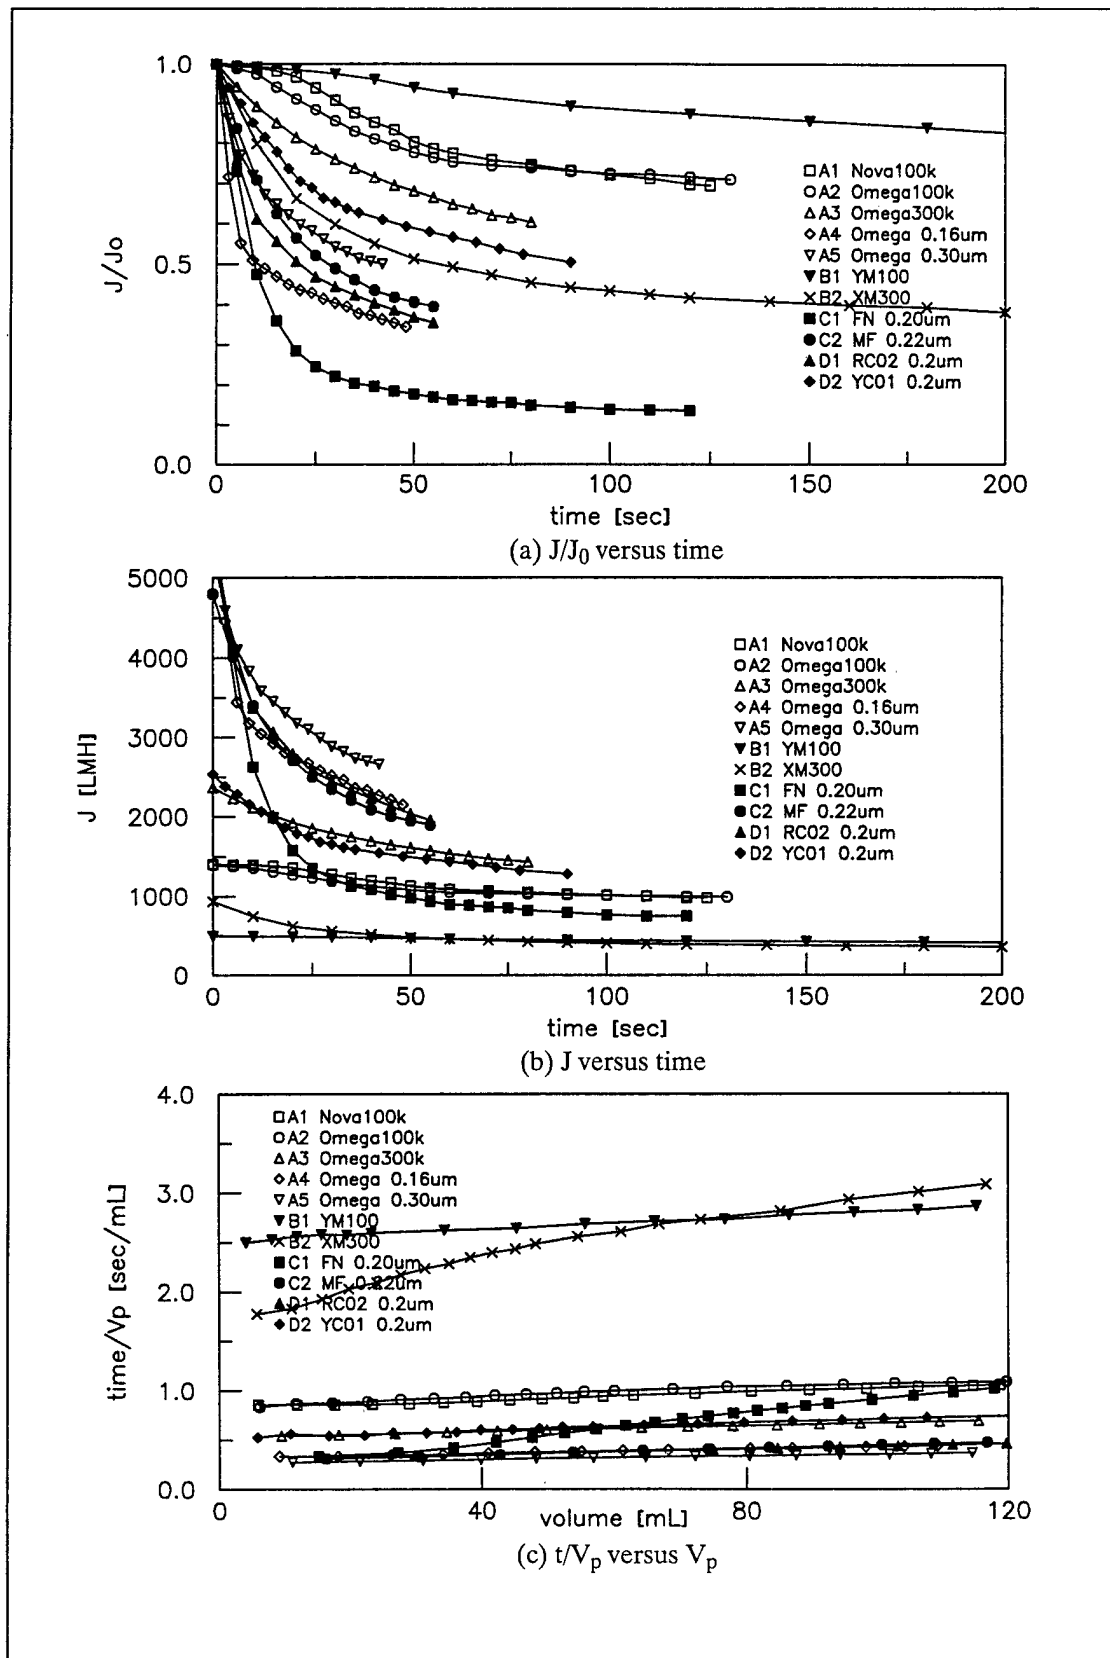 1.0
0.5
0.0
J/Jo
A1 Nova100k
A2 Omega100k
A3 Omega300k
A4 Omega 0.16um
A5 Omega 0.30um
B1 YM100
B2 XM300
C1 FN 0.20um
C2 MF 0.22um
D1 RC02 0.2um
D2 YC01 0.2um
0 50 100 150 200
time [sec]
(a) J/J0 versus time
5000
4000
3000
2000
1000
0
J [LMH]
A1 Nova100k
A2 Omega100k
A3 Omega300k
A4 Omega 0.16um
A5 Omega 0.30um
B1 YM100
B2 XM300
C1 FN 0.20um
C2 MF 0.22um
D1 RC02 0.2um
D2 YC01 0.2um
0 50 100 150 200
time [sec]
(b) J versus time
4.0
3.0
2.0
1.0
0.0
time/Vp [sec/mL]
A1 Nova100k
A2 Omega100k
A3 Omega300k
A4 Omega 0.16um
A5 Omega 0.30um
B1 YM100
B2 XM300
C1 FN 0.20um
C2 MF 0.22um
D1 RC02 0.2um
D2 YC01 0.2um
0 40 80 120
volume [mL]
(c) t/Vp versus Vp